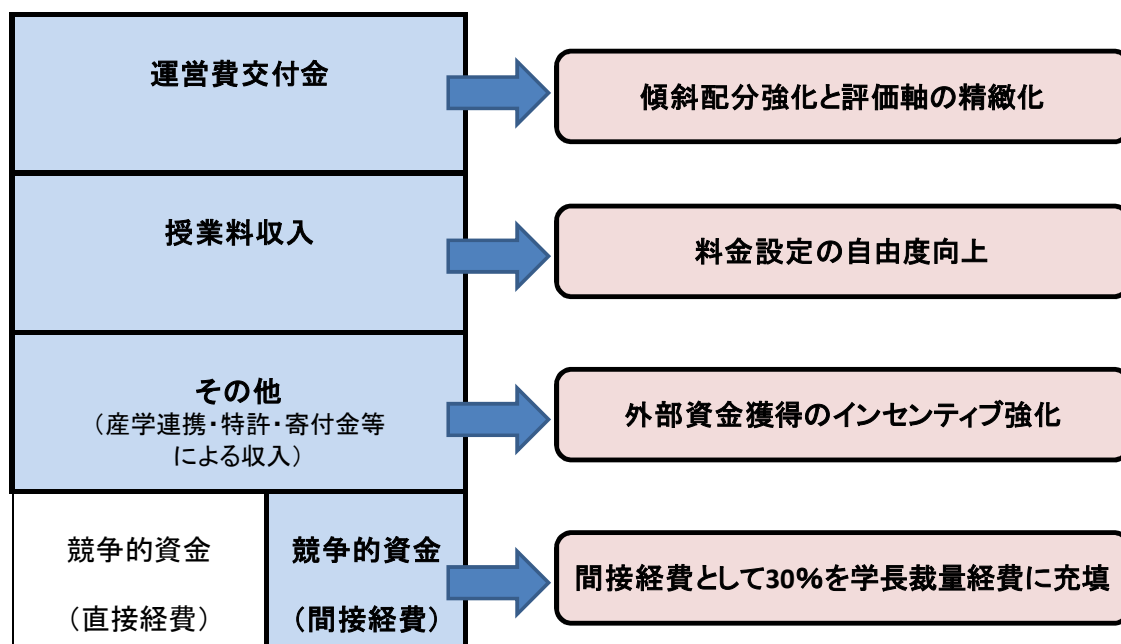 運営費交付金
傾斜配分強化と評価軸の精緻化
授業料収入
料金設定の自由度向上
その他
（産学連携・特許・寄付金等
による収入）
外部資金獲得のインセンティブ強化
競争的資金
（直接経費）
競争的資金
（間接経費）
間接経費として30%を学長裁量経費に充填